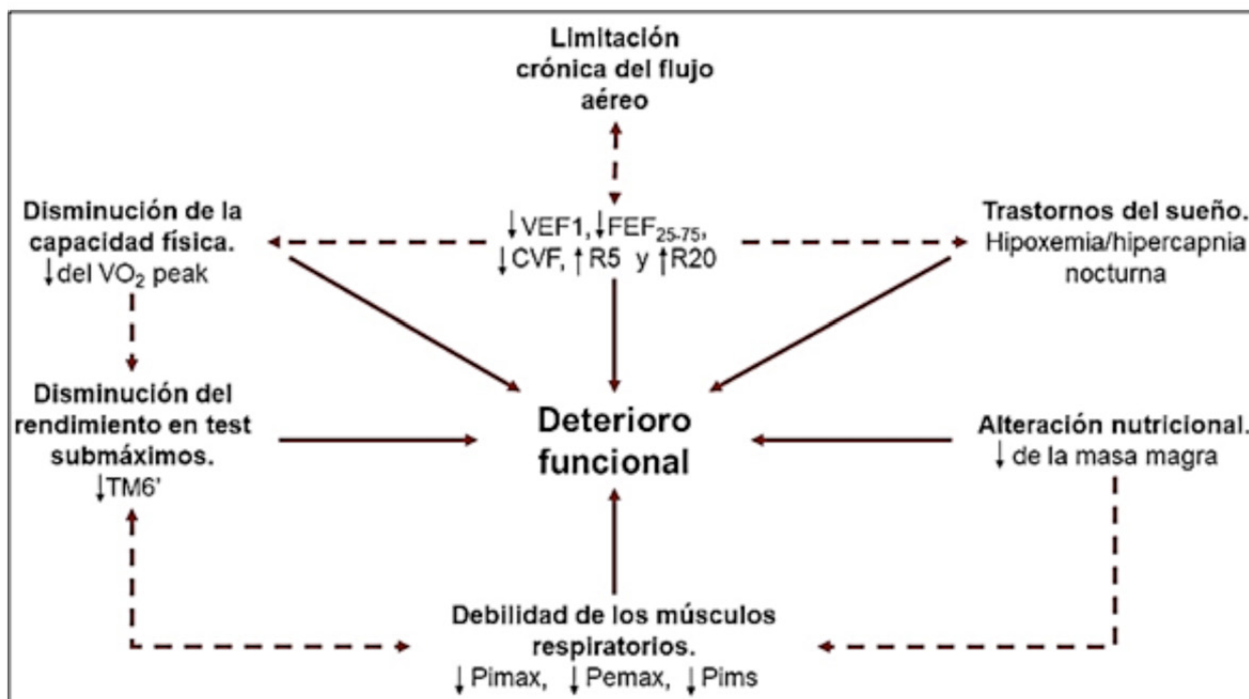 Limitación
crónica del flujo
aéreo
Disminución de la
capacidad física.
↓del VO₂ peak
↓VEF1, ↓FEF₂₅₋₇₅,
↓CVF, ↑R5 y ↑R20
Trastornos del sueño.
Hipoxemia/hipercapnia
nocturna
Disminución del
rendimiento en test
submáximos.
↓TM6'
Deterioro
funcional
Alteración nutricional.
↓ de la masa magra
Debilidad de los músculos
respiratorios.
↓Pimax, ↓Pemax, ↓Pims